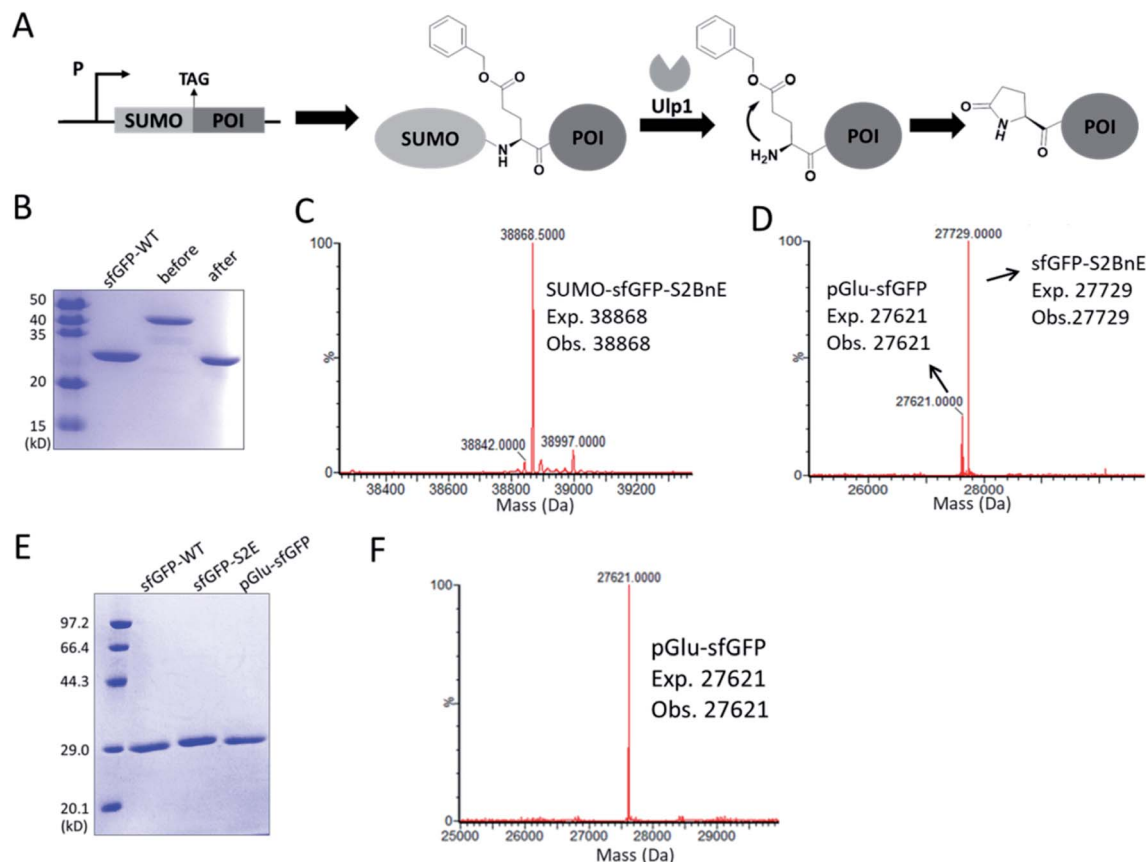 A
P
TAG
SUMO POI
O
O
SUMO
N
H
O
POI
Ulp1
O
O
H₂N
O
POI
O
N
H
O
POI
B
sfGFP-WT
before
after
50
40
35
20
15
(kD)
C
100
%
0
38868.5000
SUMO-sfGFP-S2BnE
Exp. 38868
Obs. 38868
38842.0000
38997.0000
38400 38600 38800 39000 39200
Mass (Da)
D
100
%
0
27729.0000
sfGFP-S2BnE
Exp. 27729
Obs.27729
pGlu-sfGFP
Exp. 27621
Obs. 27621
27621.0000
26000 28000
Mass (Da)
E
sfGFP-WT
sfGFP-S2E
pGlu-sfGFP
97.2
66.4
44.3
29.0
20.1
(kD)
F
100
%
0
27621.0000
pGlu-sfGFP
Exp. 27621
Obs. 27621
25000 26000 27000 28000 29000
Mass (Da)